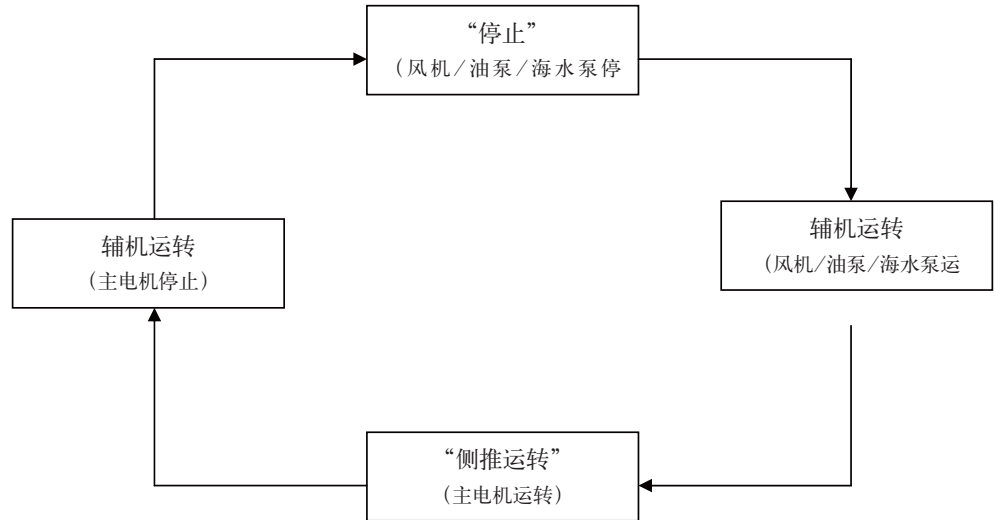 “停止”
（风机/油泵/海水泵停
辅机运转
（主电机停止）
辅机运转
（风机/油泵/海水泵运
“侧推运转”
（主电机运转）